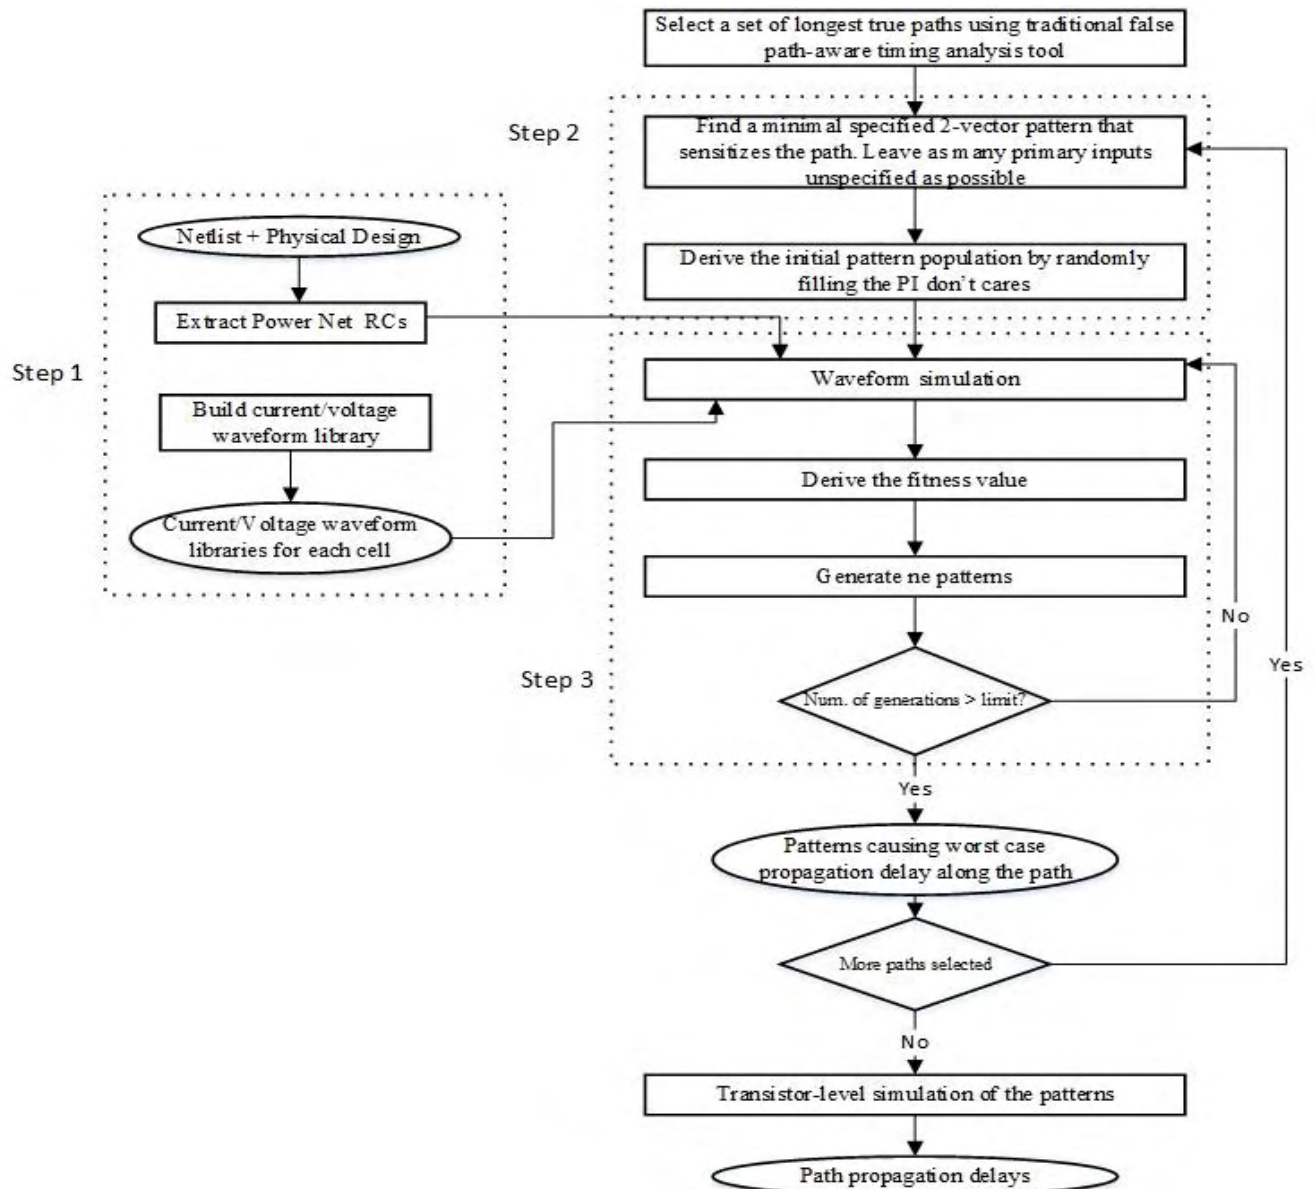 Select a set of longest true paths using traditional false
path-aware timing analysis tool
Step 2
Find a minimal specified 2-vector pattern that
sensitizes the path. Leave as many primary inputs
unspecified as possible
Derive the initial pattern population by randomly
filling the PI don't cares
Step 1
Netlist + Physical Design
Extract Power Net RCs
Build current/voltage
waveform library
Current/Voltage waveform
libraries for each cell
Step 3
Waveform simulation
Derive the fitness value
Generate ne patterns
Num. of generations > limit?
No
Yes
Yes
Patterns causing worst case
propagation delay along the path
More paths selected
No
Transistor-level simulation of the patterns
Path propagation delays